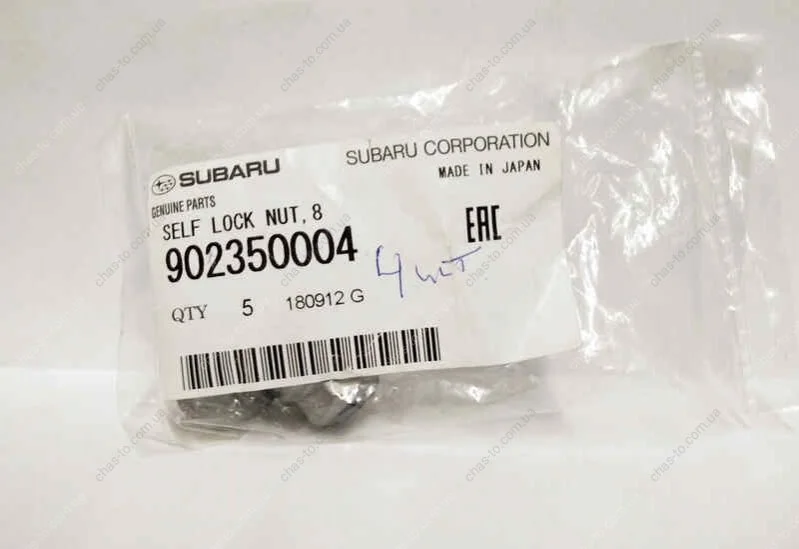 SUBARU
SUBARU CORPORATION
MADE IN JAPAN
GENUINE PARTS
SELF LOCK NUT, 8
902350004
EAC
4 шт
QTY 5 180912 G
chas-to.com.ua